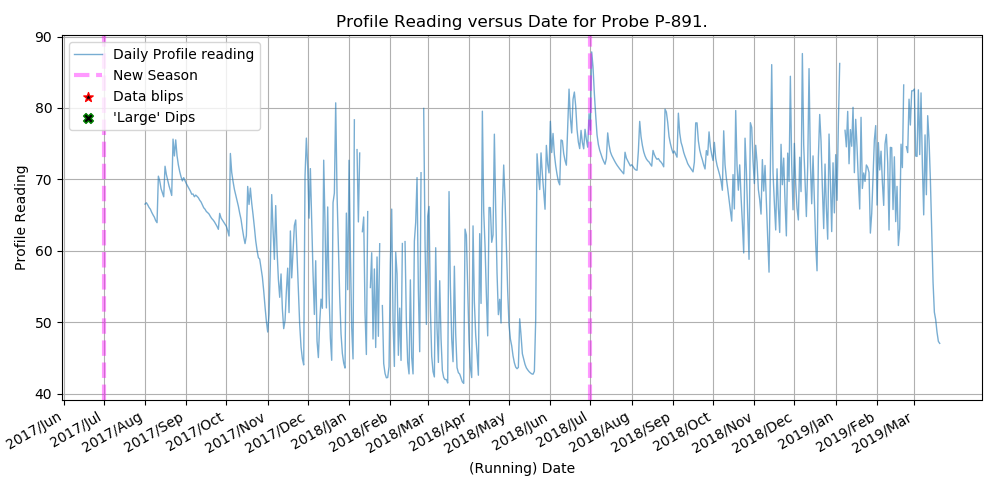 Profile Reading versus Date for Probe P-891.
Daily Profile reading
New Season
Data blips
'Large' Dips
Profile Reading
90
80
70
60
50
40
2017/Jun
2017/Jul
2017/Aug
2017/Sep
2017/Oct
2017/Nov
2017/Dec
2018/Jan
2018/Feb
2018/Mar
2018/Apr
2018/May
2018/Jun
2018/Jul
2018/Aug
2018/Sep
2018/Oct
2018/Nov
2018/Dec
2019/Jan
2019/Feb
2019/Mar
(Running) Date